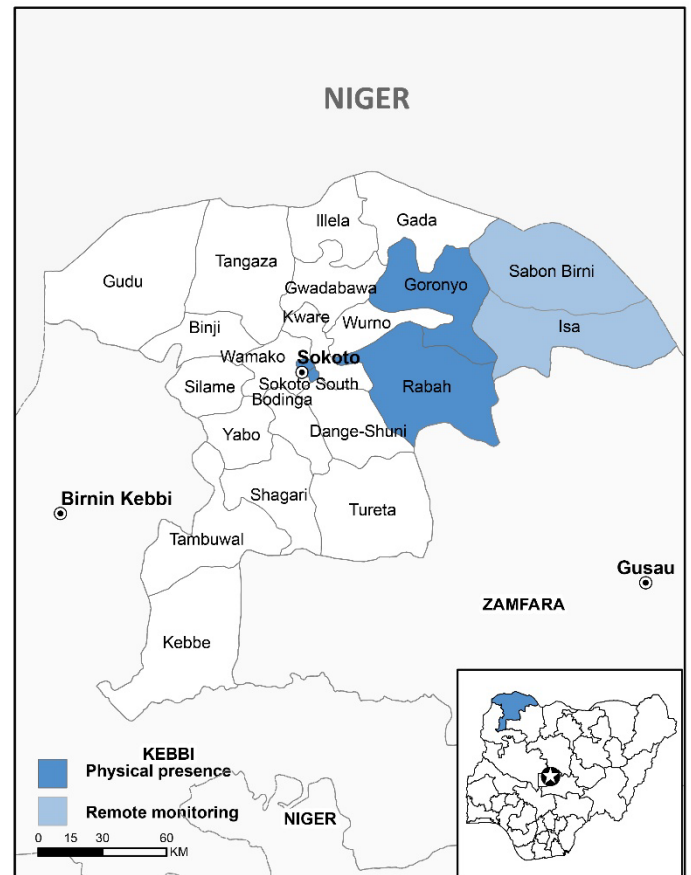 NIGER
Illela
Gada
Tangaza
Sabon Birni
Gudu
Gwadabawa
Goronyo
Kware
Wurno
Binji
Isa
Wamako
Sokoto
Silame
Sokoto South
Rabah
Bodinga
Yabo
Dange-Shuni
Birnin Kebbi
Shagari
Tureta
Tambuwal
Gusau
ZAMFARA
Kebbe
KEBBI
Physical presence
Remote monitoring
NIGER
0 15 30 60
KM